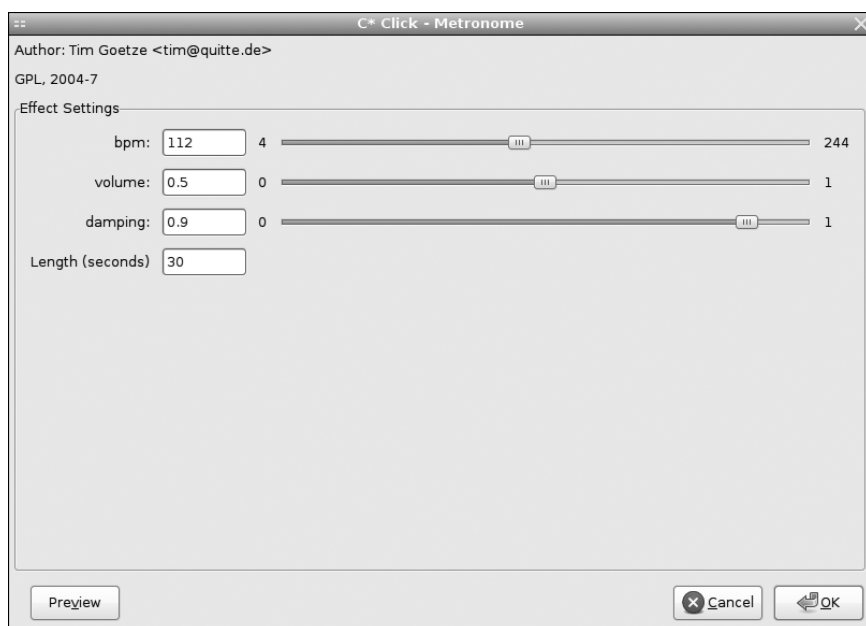 C* Click - Metronome
Author: Tim Goetze <tim@quitte.de>
GPL, 2004-7
Effect Settings
bpm: 112 4 244
volume: 0.5 0 1
damping: 0.9 0 1
Length (seconds) 30
Preview Cancel OK